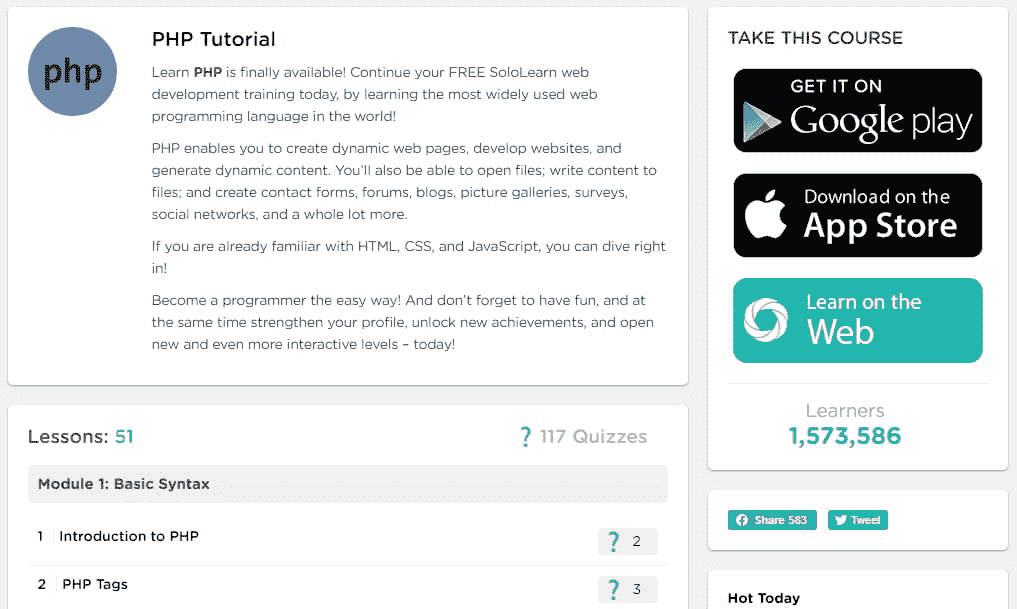 php
PHP Tutorial
Learn PHP is finally available! Continue your FREE SoloLearn web
development training today, by learning the most widely used web
programming language in the world!
PHP enables you to create dynamic web pages, develop websites, and
generate dynamic content. You'll also be able to open files; write content to
files; and create contact forms, forums, blogs, picture galleries, surveys,
social networks, and a whole lot more.
If you are already familiar with HTML, CSS, and JavaScript, you can dive right
in!
Become a programmer the easy way! And don't forget to have fun, and at
the same time strengthen your profile, unlock new achievements, and open
new and even more interactive levels – today!
Lessons: 51
? 117 Quizzes
Module 1: Basic Syntax
1 Introduction to PHP
? 2
2 PHP Tags
? 3
TAKE THIS COURSE
GET IT ON
Google play
Download on the
App Store
Learn on the
Web
Learners
1,573,586
Share 583
Tweet
Hot Today